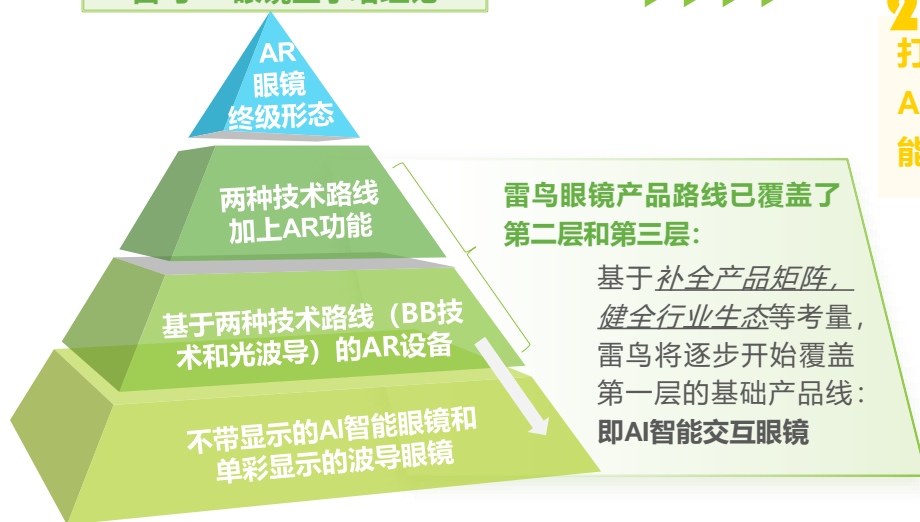 AR
眼镜
终级形态
两种技术路线
加上AR功能
基于两种技术路线（BB技
术和光波导）的AR设备
不带显示的AI智能眼镜和
单彩显示的波导眼镜
雷鸟眼镜产品路线已覆盖了
第二层和第三层：
基于补全产品矩阵，
健全行业生态等考量，
雷鸟将逐步开始覆盖
第一层的基础产品线：
即AI智能交互眼镜
2
打
A
能